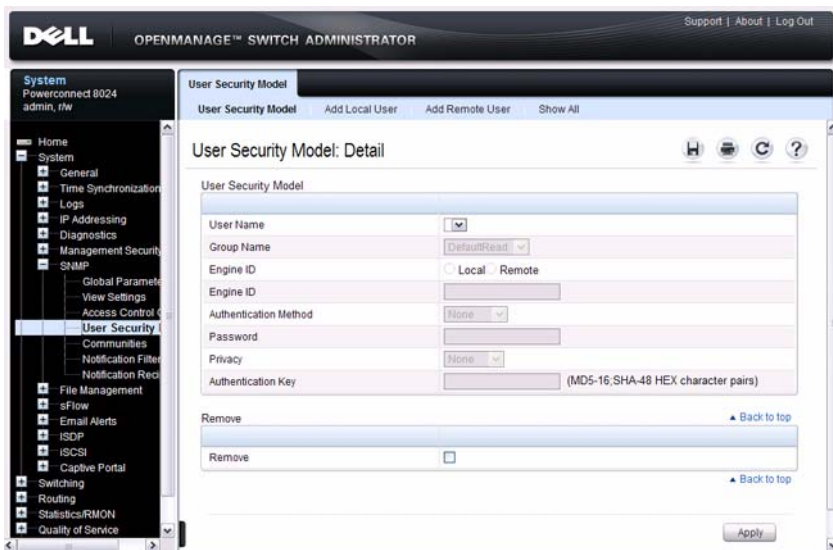 Support | About | Log Out
DELL OPENMANAGE™ SWITCH ADMINISTRATOR
System
Powerconnect 8024
admin, r/w
Home
System
General
Time Synchronization
Logs
IP Addressing
Diagnostics
Management Security
SNMP
Global Paramete
View Settings
Access Control
User Security
Communities
Notification Filter
Notification Reci
File Management
sFlow
Email Alerts
ISDP
iSCSI
Captive Portal
Switching
Routing
Statistics/RMON
Quality of Service
User Security Model
User Security Model Add Local User Add Remote User Show All
User Security Model: Detail
User Security Model
User Name
Group Name DefaultRead
Engine ID Local Remote
Engine ID
Authentication Method None
Password
Privacy None
Authentication Key (MD5-16;SHA-48 HEX character pairs)
Remove Back to top
Remove
Back to top
Apply